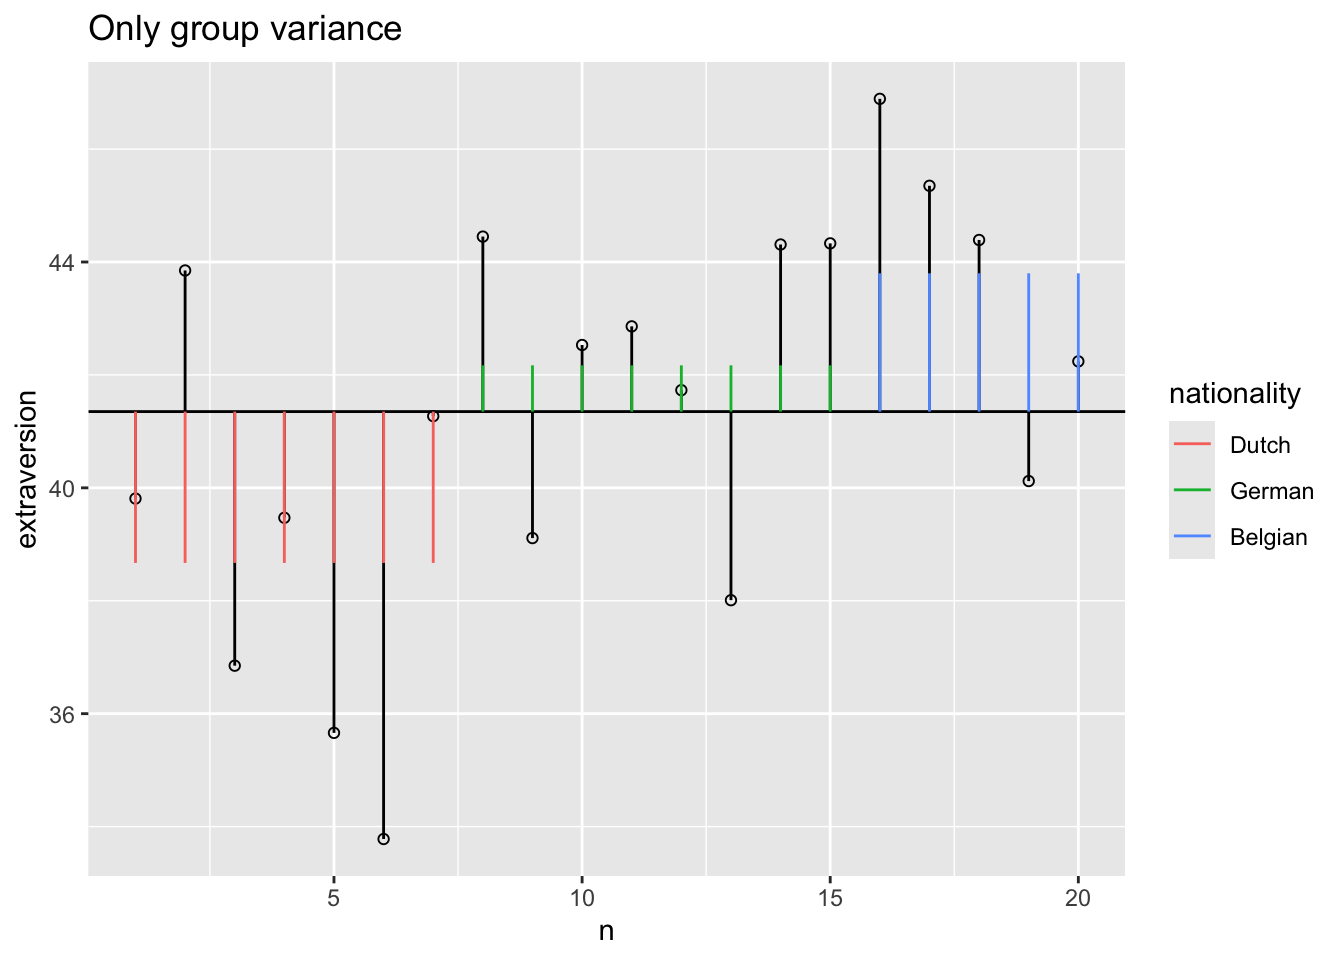 Only group variance
extraversion
44
40
36
5 10 15 20
n
nationality
Dutch
German
Belgian